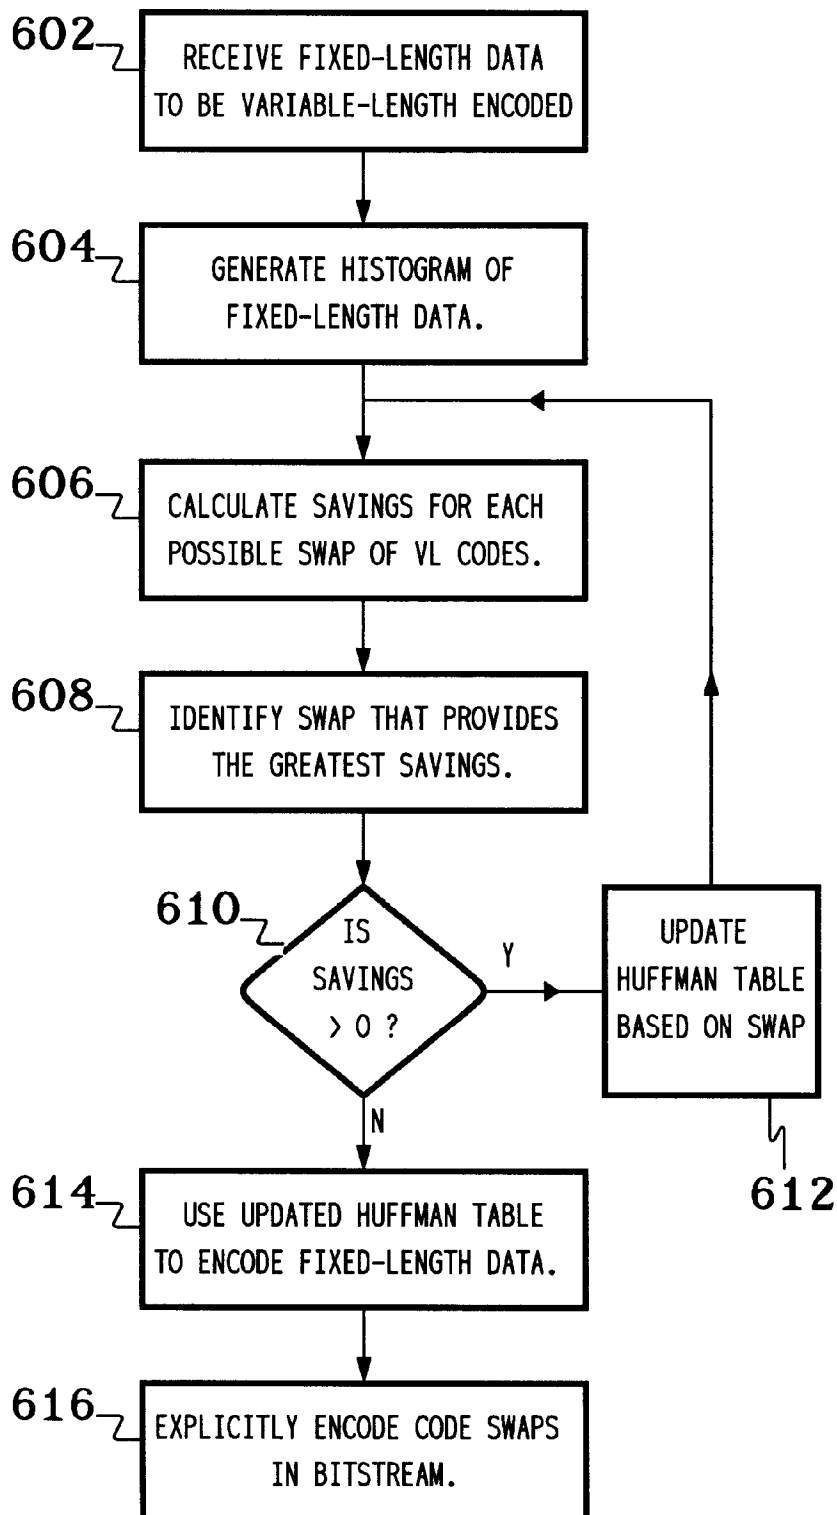 602
RECEIVE FIXED-LENGTH DATA
TO BE VARIABLE-LENGTH ENCODED
604
GENERATE HISTOGRAM OF
FIXED-LENGTH DATA.
606
CALCULATE SAVINGS FOR EACH
POSSIBLE SWAP OF VL CODES.
608
IDENTIFY SWAP THAT PROVIDES
THE GREATEST SAVINGS.
610
IS
SAVINGS
> 0 ?
Y
UPDATE
HUFFMAN TABLE
BASED ON SWAP
612
N
614
USE UPDATED HUFFMAN TABLE
TO ENCODE FIXED-LENGTH DATA.
616
EXPLICITLY ENCODE CODE SWAPS
IN BITSTREAM.